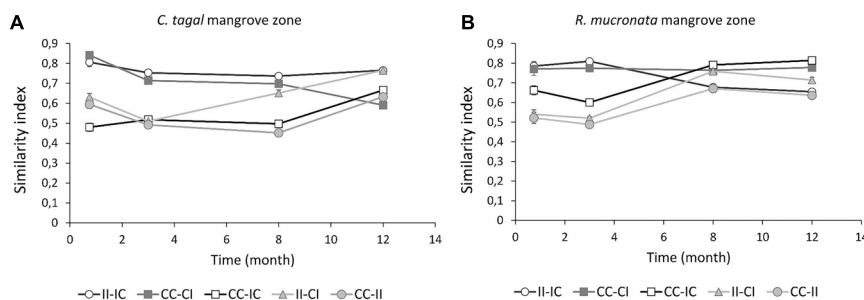 A
C. tagal mangrove zone
0,9
0,8
0,7
0,6
0,5
0,4
0,3
0,2
0,1
0
Similarity index
0 2 4 6 8 10 12 14
Time (month)
II-IC CC-CI CC-IC II-CI CC-II
B
R. mucronata mangrove zone
0,9
0,8
0,7
0,6
0,5
0,4
0,3
0,2
0,1
0
Similarity index
0 2 4 6 8 10 12 14
Time (month)
II-IC CC-CI CC-IC II-CI CC-II